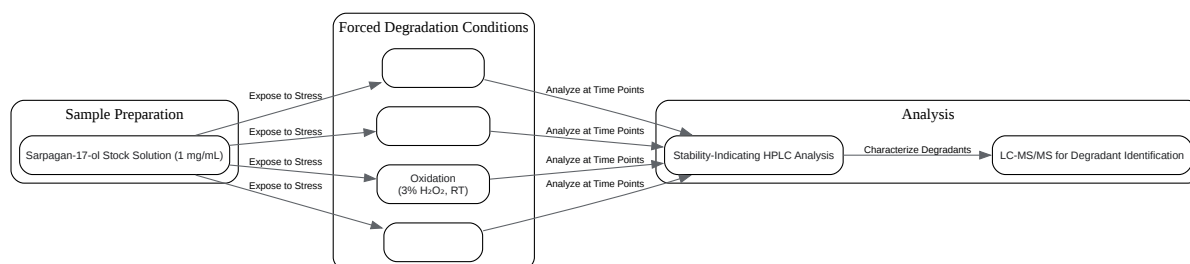 Forced Degradation Conditions
Sample Preparation
Sarpagan-17-ol Stock Solution (1 mg/mL)
Expose to Stress
Expose to Stress
Expose to Stress
Expose to Stress
Oxidation
(3% H₂O₂, RT)
Analyze at Time Points
Analyze at Time Points
Analyze at Time Points
Analyze at Time Points
Analysis
Stability-Indicating HPLC Analysis
Characterize Degradants
LC-MS/MS for Degradant Identification